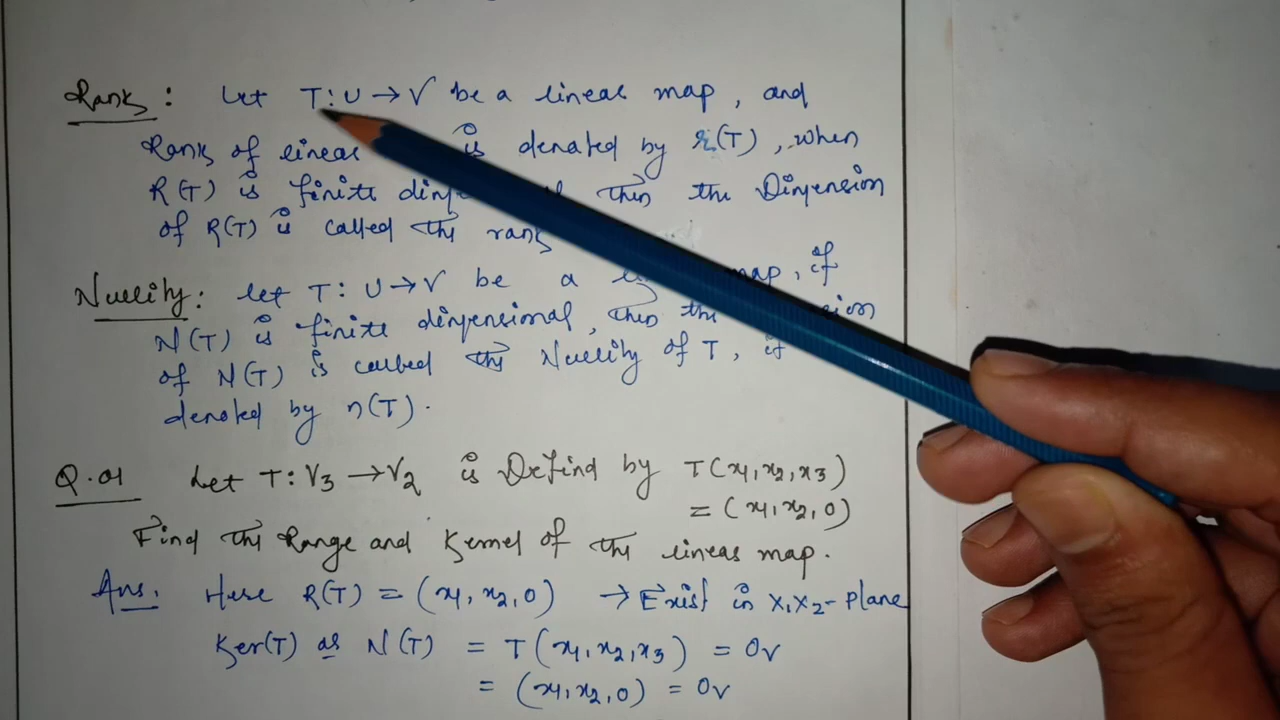 Rank: Let T: U → V be a linear map, and
Rank of linear is denoted by r(T), when
R(T) is finite then the Dimension
of R(T) is called the rank
Nullity: let T: U → V be a map, if
N(T) is finite dimensional, then the
of N(T) is called the Nullity of T, it
denoted by n(T).
Q.01 Let T: V₃ → V₂ is Defind by T(x₁, x₂, x₃)
= (x₁, x₂, 0)
Find the Range and Kernel of the linear map.
Ans. Here R(T) = (x₁, x₂, 0) → Exist in X₁X₂-Plane
Ker(T) as N(T) = T(x₁, x₂, x₃) = 0v
= (x₁, x₂, 0) = 0v